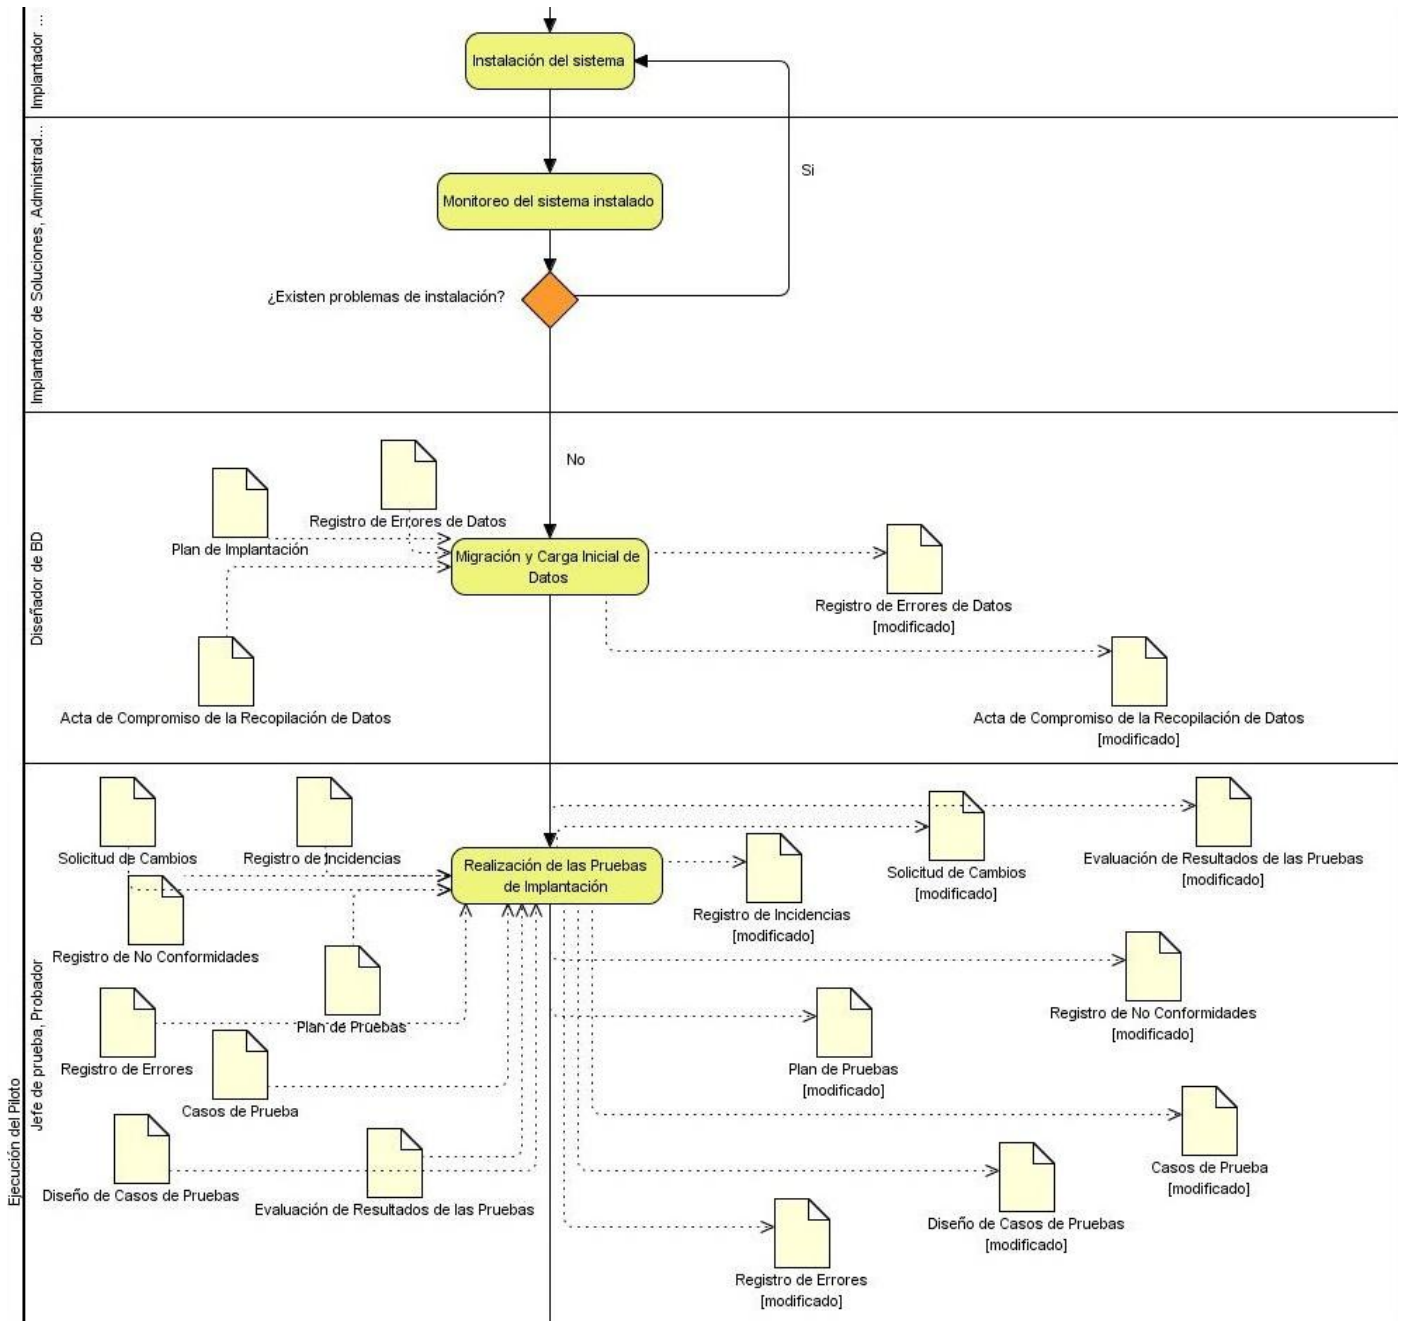 Implantador ...
Instalación del sistema
Implantador de Soluciones, Administrad...
Si
Monitoreo del sistema instalado
¿Existen problemas de instalación?
Diseñador de BD
No
Registro de Errores de Datos
Plan de Implantación
Migración y Carga Inicial de
Datos
Registro de Errores de Datos
[modificado]
Acta de Compromiso de la Recopilación de Datos
Acta de Compromiso de la Recopilación de Datos
[modificado]
Ejecución del Piloto
Jefe de prueba, Probador
Solicitud de Cambios
Registro de Incidencias
Realización de las Pruebas
de Implantación
Evaluación de Resultados de las Pruebas
[modificado]
Solicitud de Cambios
[modificado]
Registro de Incidencias
[modificado]
Registro de No Conformidades
Registro de No Conformidades
[modificado]
Plan de Pruebas
Registro de Errores
Plan de Pruebas
[modificado]
Casos de Prueba
Casos de Prueba
[modificado]
Diseño de Casos de Pruebas
Evaluación de Resultados de las Pruebas
Diseño de Casos de Pruebas
[modificado]
Registro de Errores
[modificado]